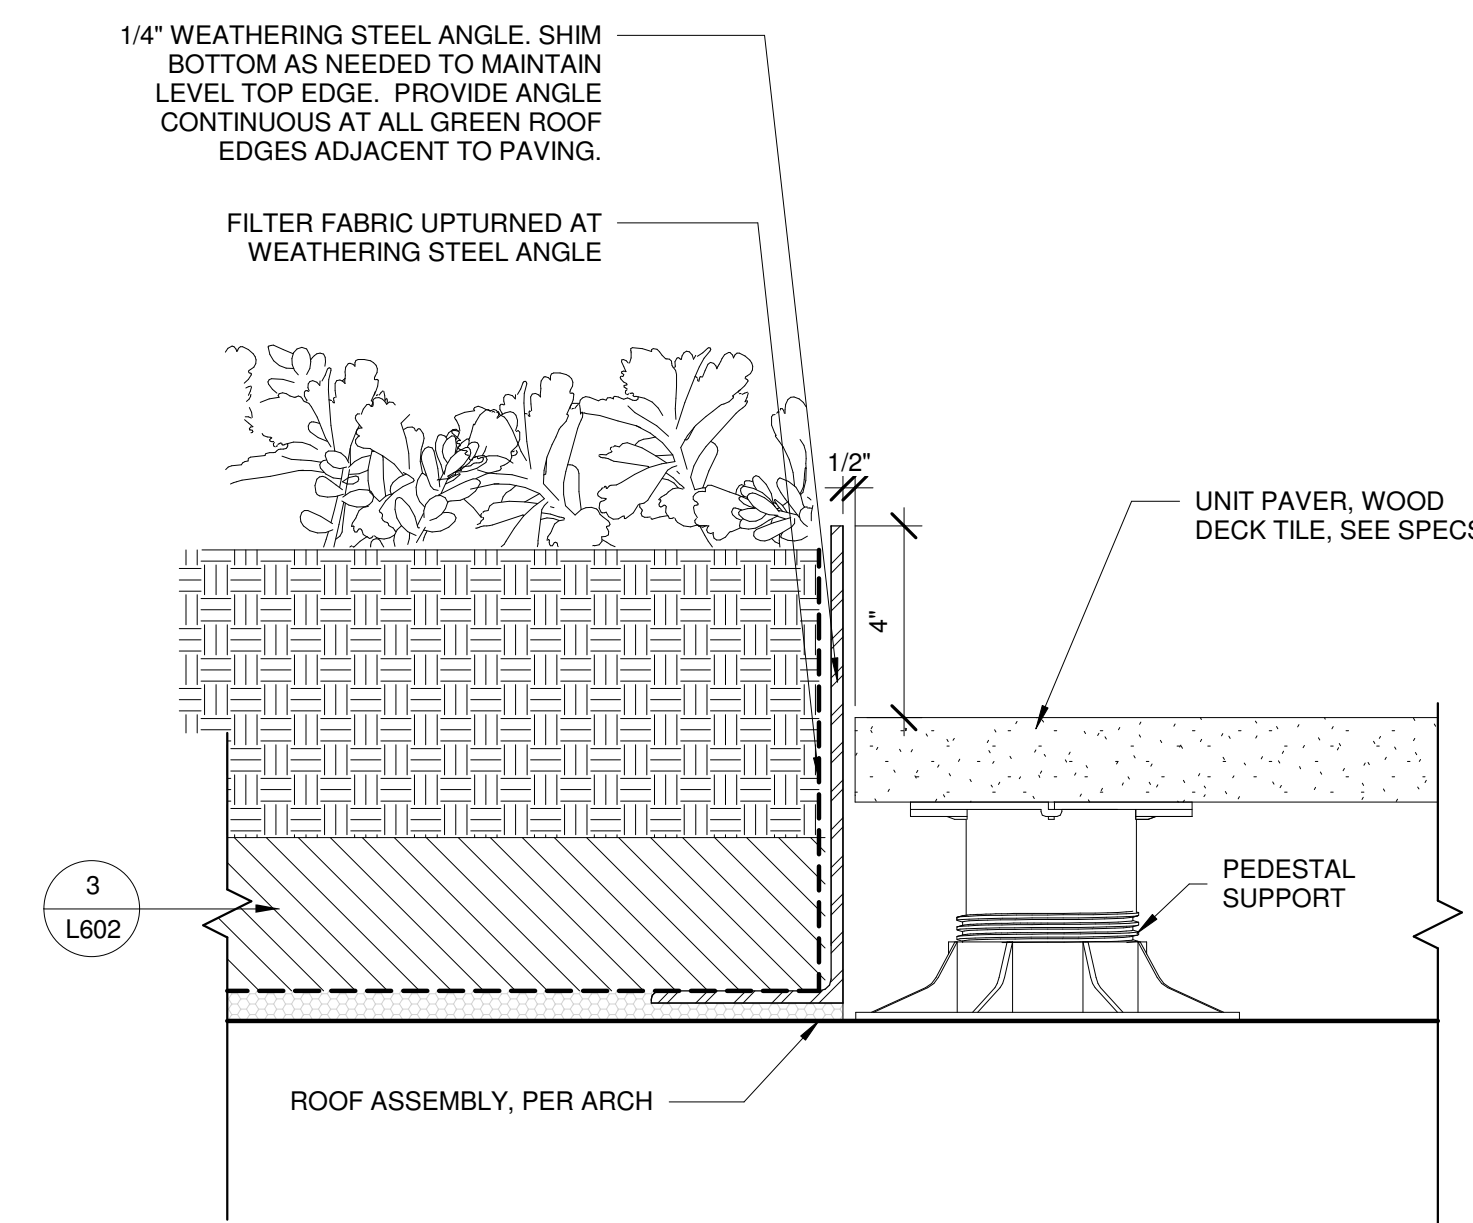 1/4" WEATHERING STEEL ANGLE. SHIM
BOTTOM AS NEEDED TO MAINTAIN
LEVEL TOP EDGE. PROVIDE ANGLE
CONTINUOUS AT ALL GREEN ROOF
EDGES ADJACENT TO PAVING.
FILTER FABRIC UPTURNED AT
WEATHERING STEEL ANGLE
1/2"
UNIT PAVER, WOOD
DECK TILE, SEE SPECS
4"
PEDESTAL
SUPPORT
3
L602
ROOF ASSEMBLY, PER ARCH